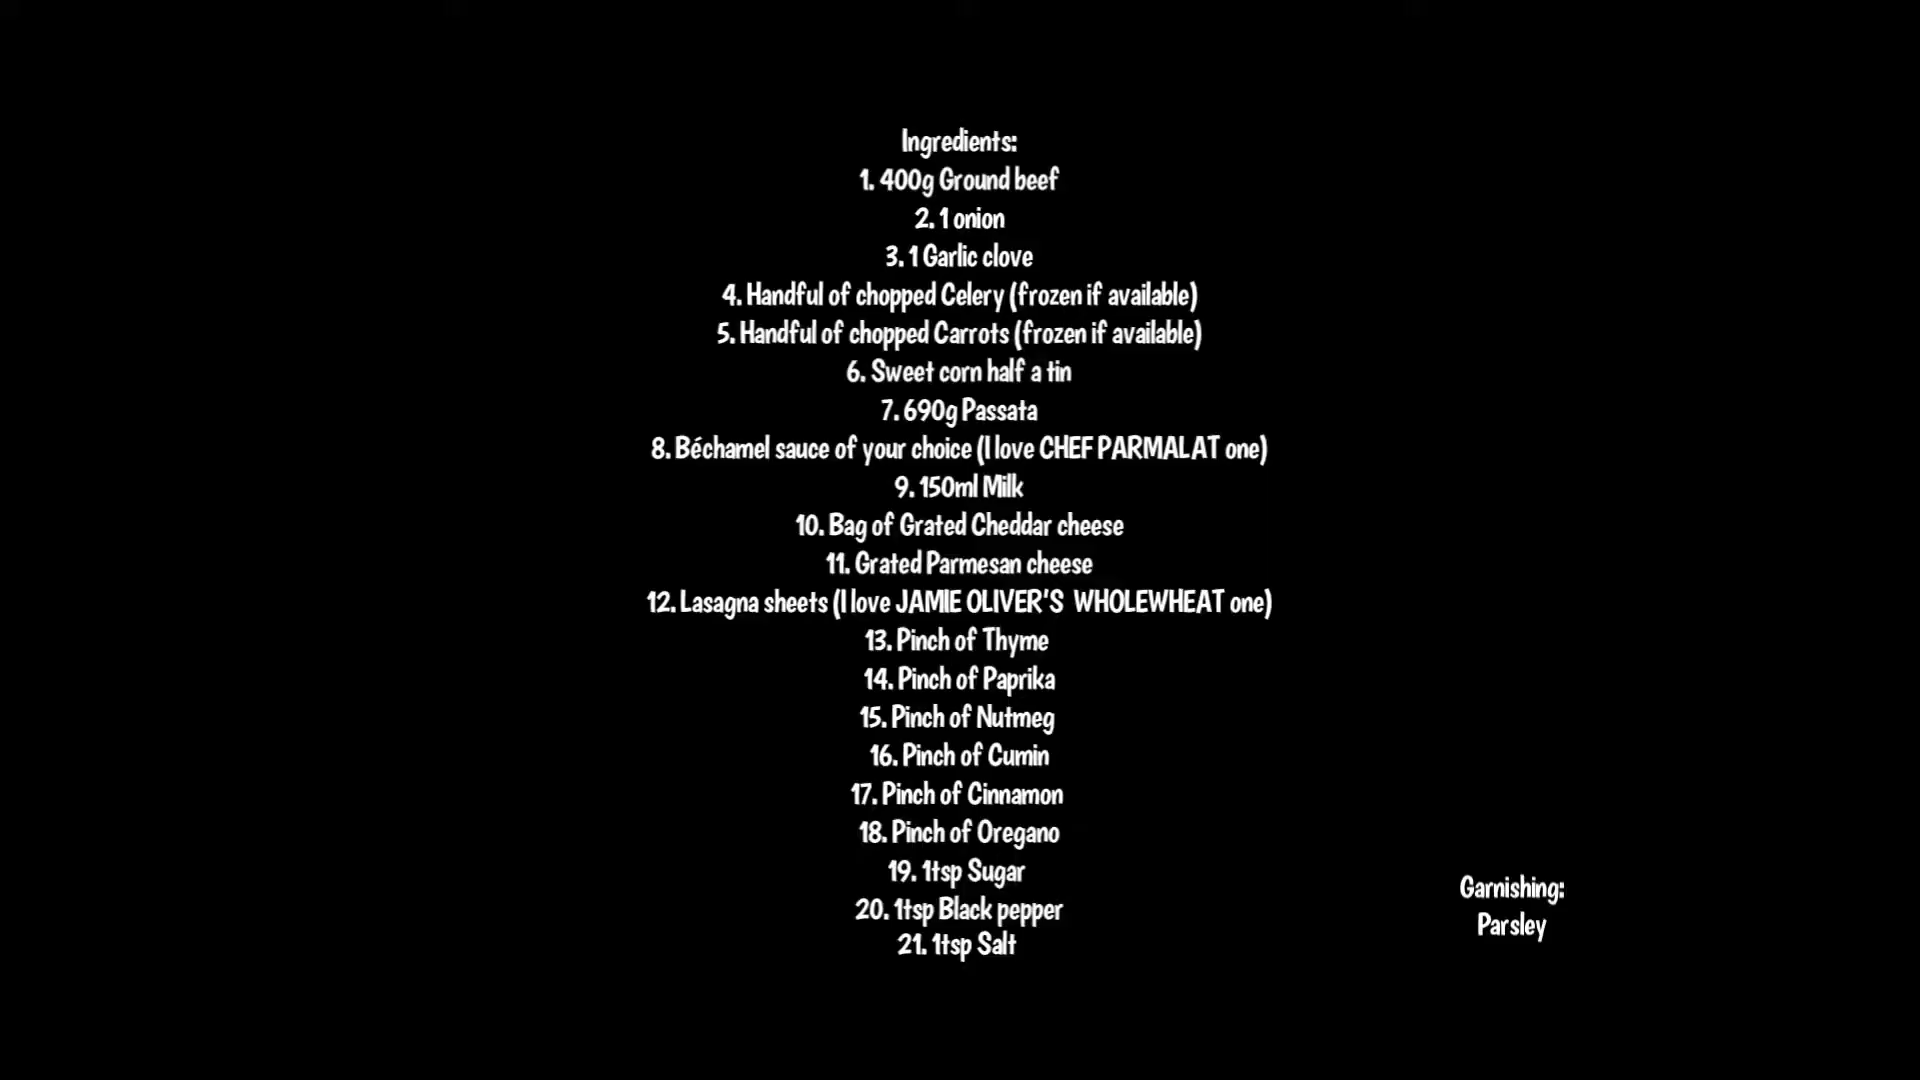 Ingredients:
1. 400g Ground beef
2. 1 onion
3. 1 Garlic clove
4. Handful of chopped Celery (frozen if available)
5. Handful of chopped Carrots (frozen if available)
6. Sweet corn half a tin
7. 690g Passata
8. Béchamel sauce of your choice (I love CHEF PARMALAT one)
9. 150ml Milk
10. Bag of Grated Cheddar cheese
11. Grated Parmesan cheese
12. Lasagna sheets (I love JAMIE OLIVER'S WHOLEWHEAT one)
13. Pinch of Thyme
14. Pinch of Paprika
15. Pinch of Nutmeg
16. Pinch of Cumin
17. Pinch of Cinnamon
18. Pinch of Oregano
19. 1tsp Sugar
20. 1tsp Black pepper
21. 1tsp Salt
Garnishing:
Parsley